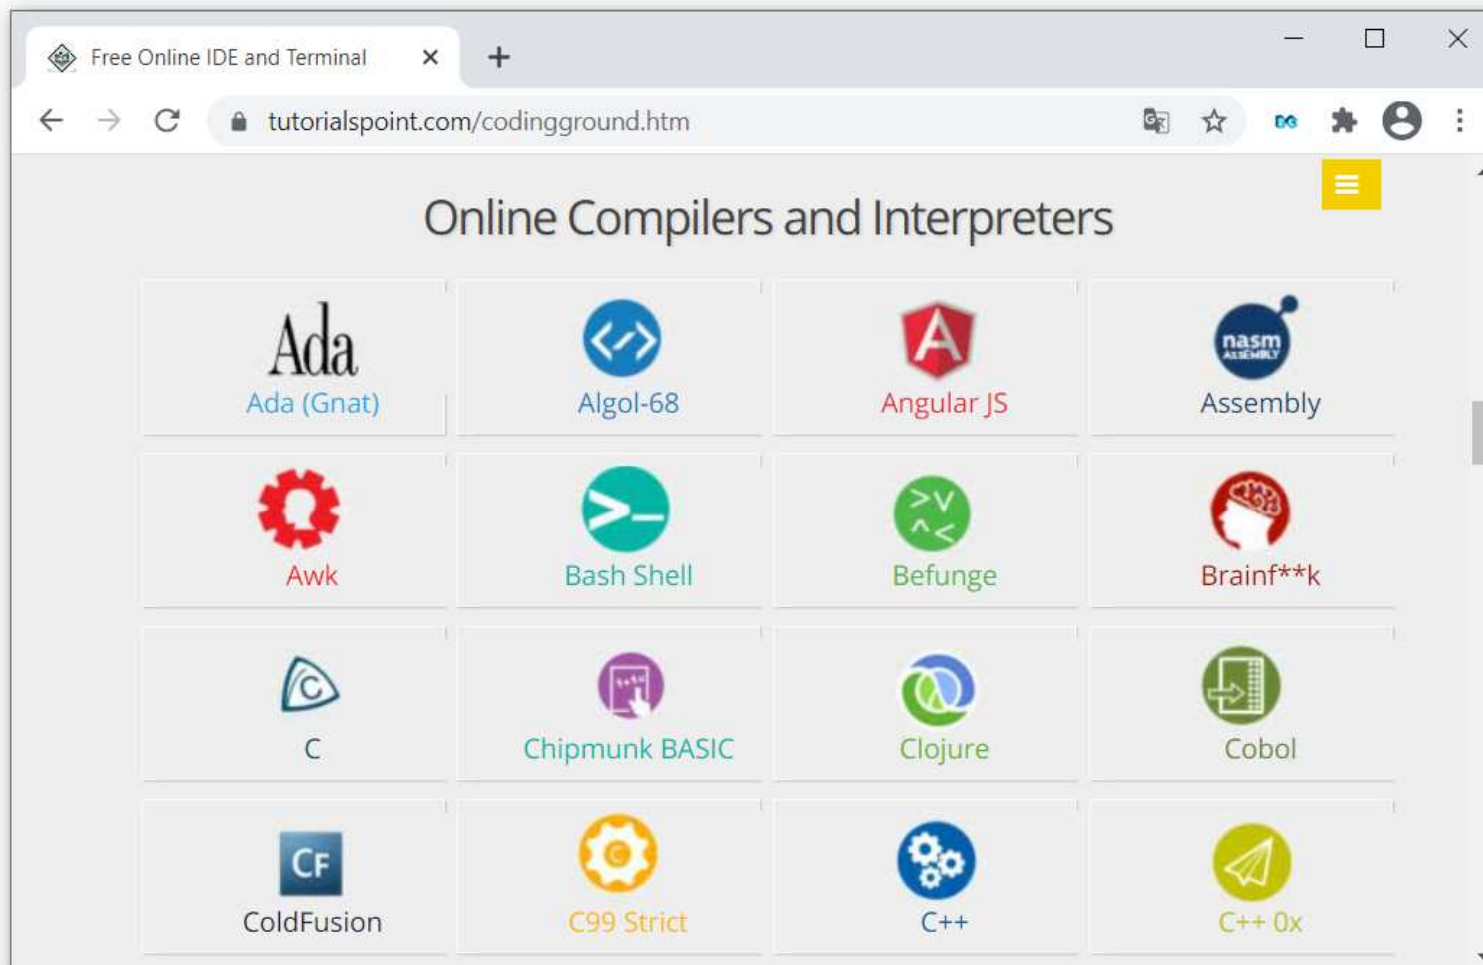 Free Online IDE and Terminal
tutorialspoint.com/codingground.htm
Online Compilers and Interpreters
Ada
nasm
ASSEMBLY
Ada (Gnat) Algol-68 Angular JS Assembly
Awk Bash Shell Befunge Brainf**k
C Chipmunk BASIC Clojure Cobol
CF C
ColdFusion C99 Strict C++ C++ 0x